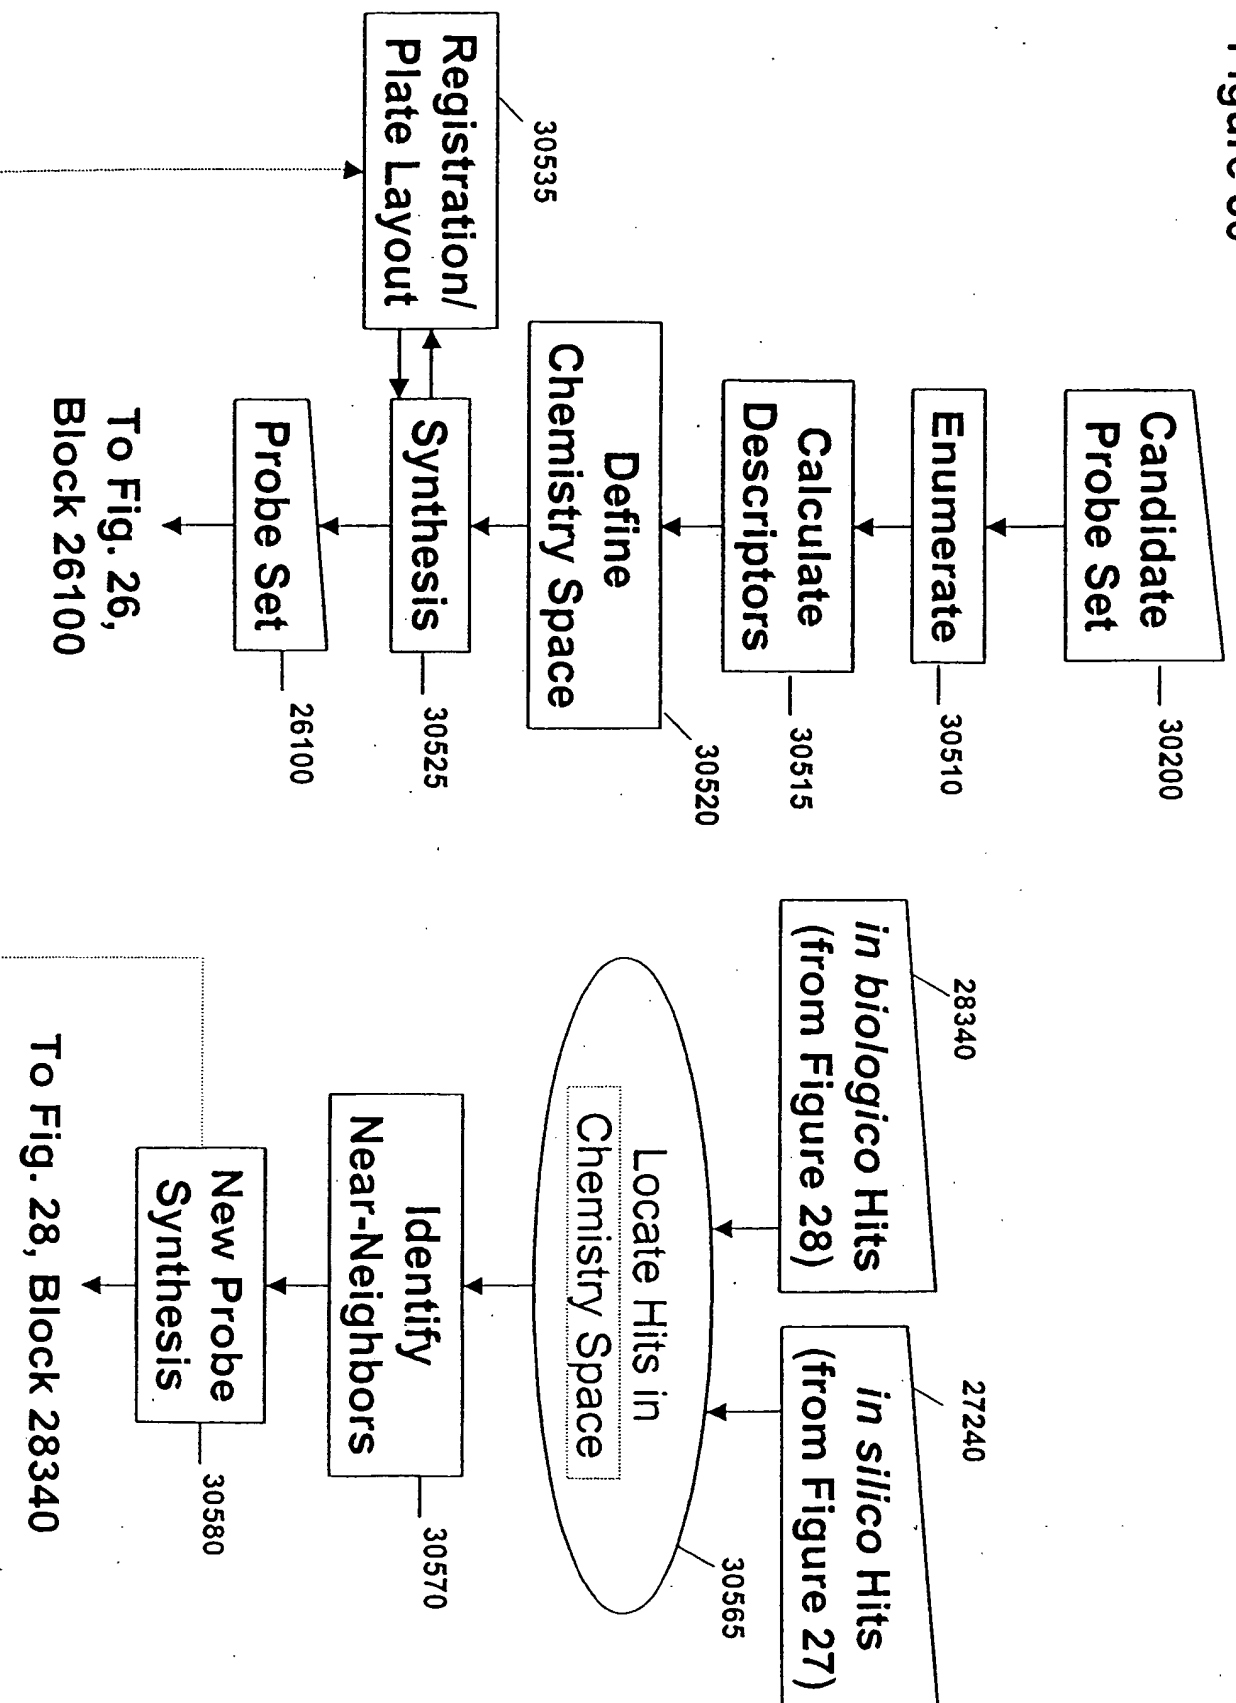 Figure 30
Candidate
Probe Set
30200
Enumerate
30510
Calculate
Descriptors
30515
Define
Chemistry Space
30520
Registration/
Plate Layout
30535
Synthesis
30525
Probe Set
26100
To Fig. 26,
Block 26100
in biologico Hits
(from Figure 28)
28340
in silico Hits
(from Figure 27)
27240
Locate Hits in
Chemistry Space
30565
Identify
Near-Neighbors
30570
New Probe
Synthesis
30580
To Fig. 28, Block 28340